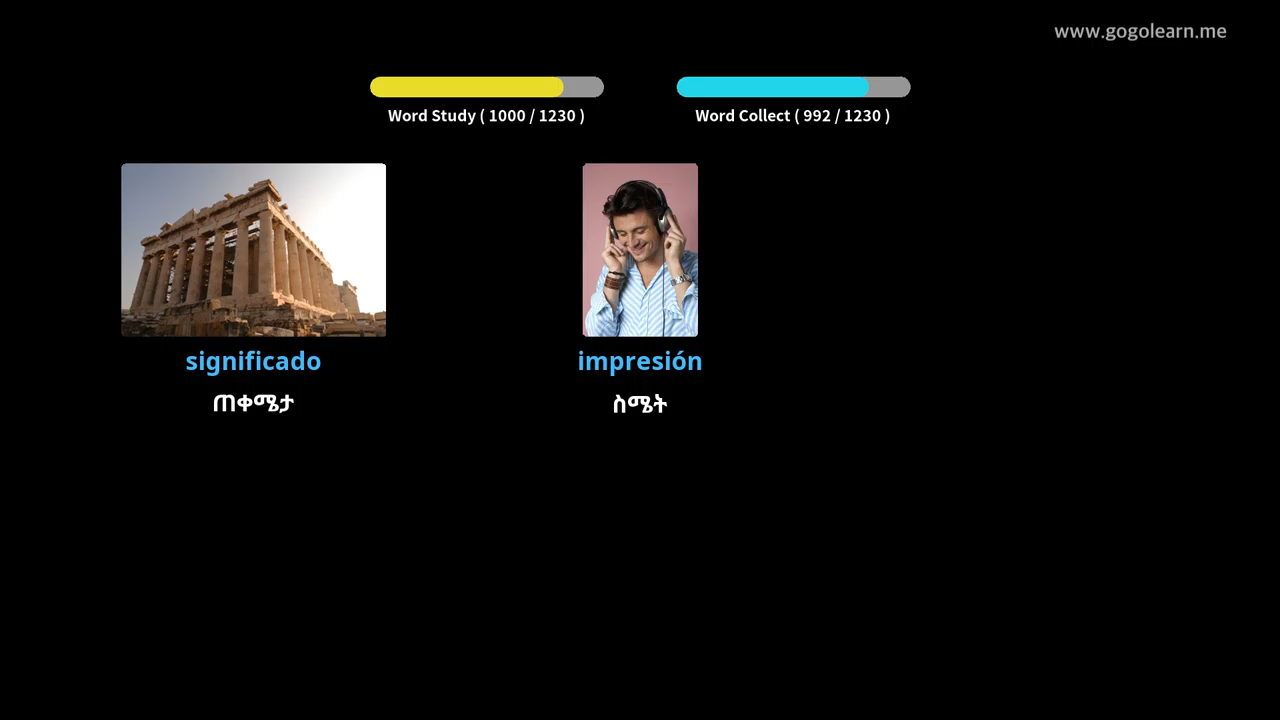 www.gogolearn.me
Word Study ( 1000 / 1230 )
Word Collect ( 992 / 1230 )
significado
impresión
ጠቀሜታ
ስሜት